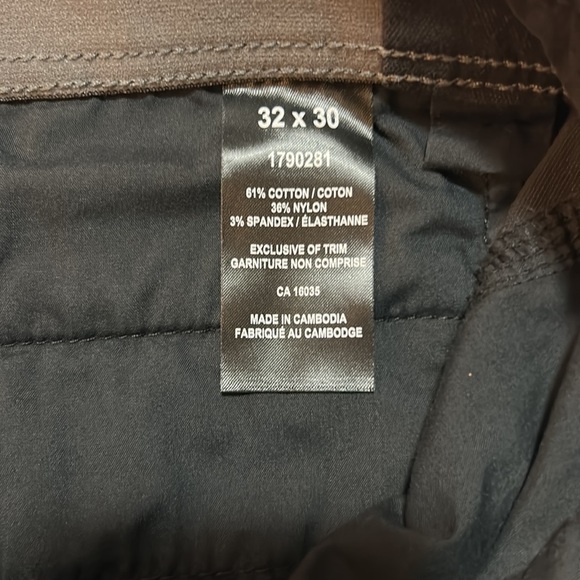 32 x 30
1790281
61% COTTON / COTON
36% NYLON
3% SPANDEX / ÉLASTHANNE
EXCLUSIVE OF TRIM
GARNITURE NON COMPRISE
CA 16035
MADE IN CAMBODIA
FABRIQUÉ AU CAMBODGE